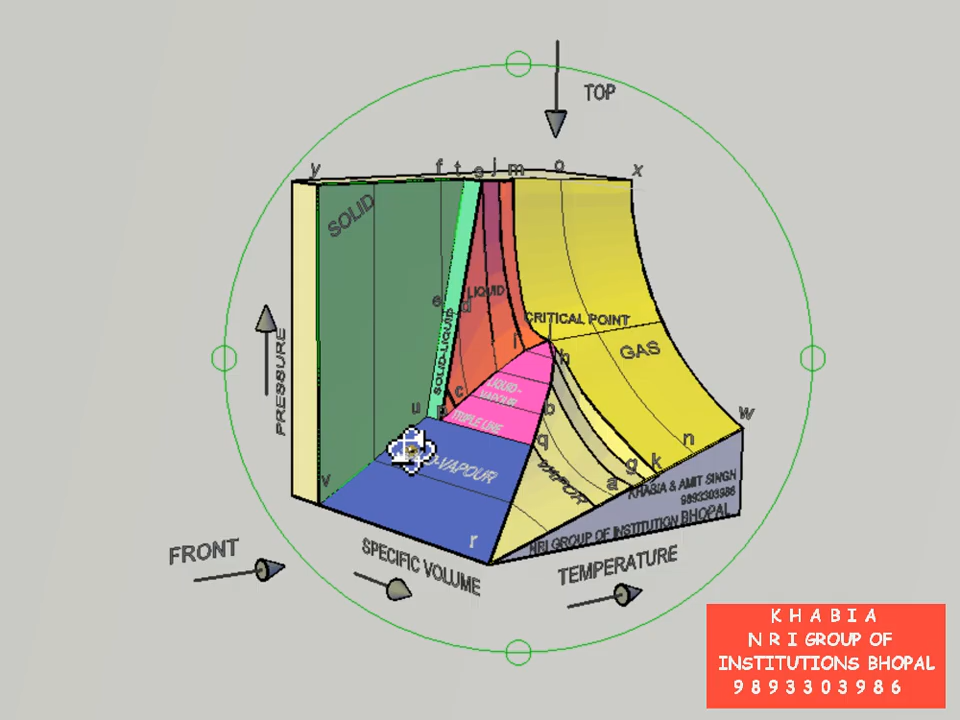 TOP
y f t e j m o x
SOLID
e d
LIQUID
CRITICAL POINT
SOLID-LIQUID
i
h
GAS
PRESSURE
LIQUID-
VAPOUR
c
u
TRIPLE LINE
b
w
q
n
VAPOUR
VAPOR
g k
v
a
KHABIA & AMIT SINGH
9893303986
r
NRI GROUP OF INSTITUTION BHOPAL
FRONT
SPECIFIC VOLUME
TEMPERATURE
K H A B I A
N R I GROUP OF
INSTITUTIONS BHOPAL
9 8 9 3 3 0 3 9 8 6